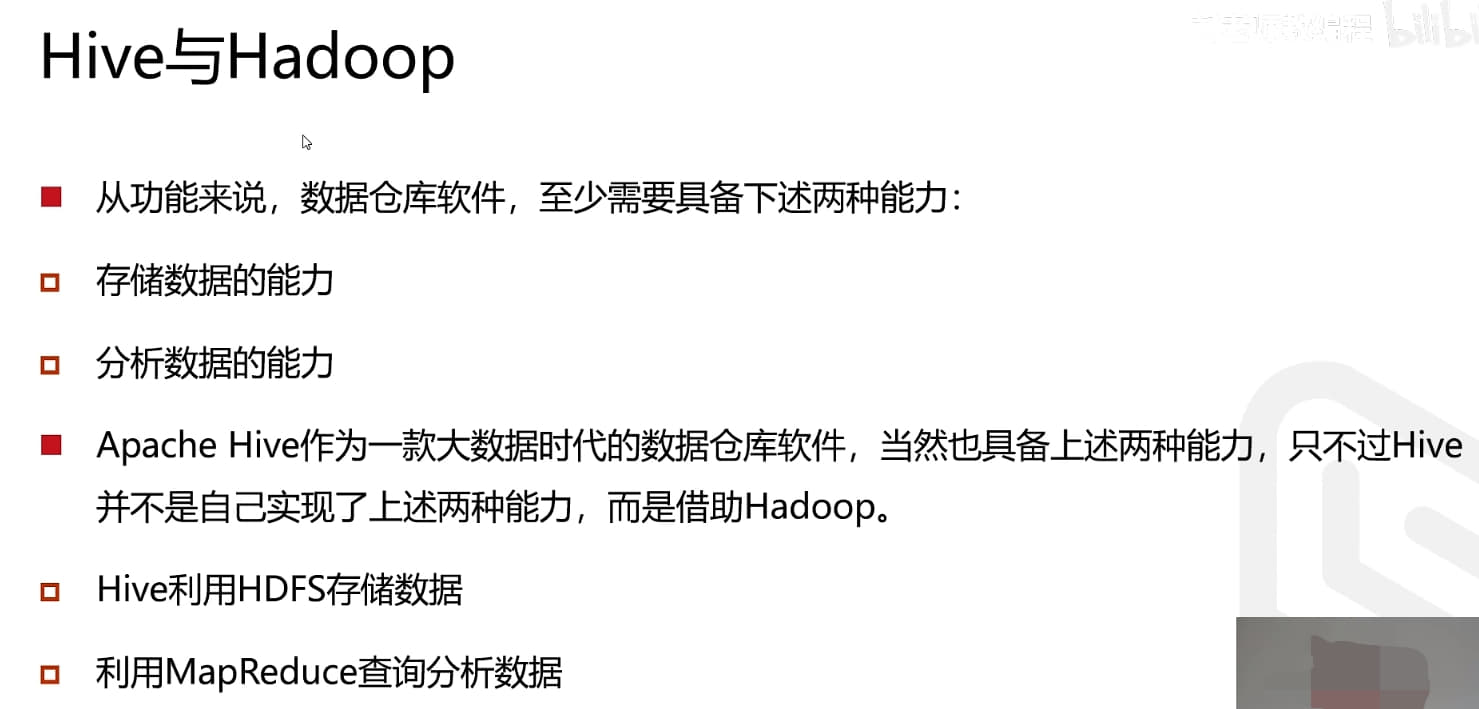 Hive与Hadoop
从功能来说，数据仓库软件，至少需要具备下述两种能力：
存储数据的能力
分析数据的能力
Apache Hive作为一款大数据时代的数据仓库软件，当然也具备上述两种能力，只不过Hive
并不是自己实现了上述两种能力，而是借助Hadoop。
Hive利用HDFS存储数据
利用MapReduce查询分析数据